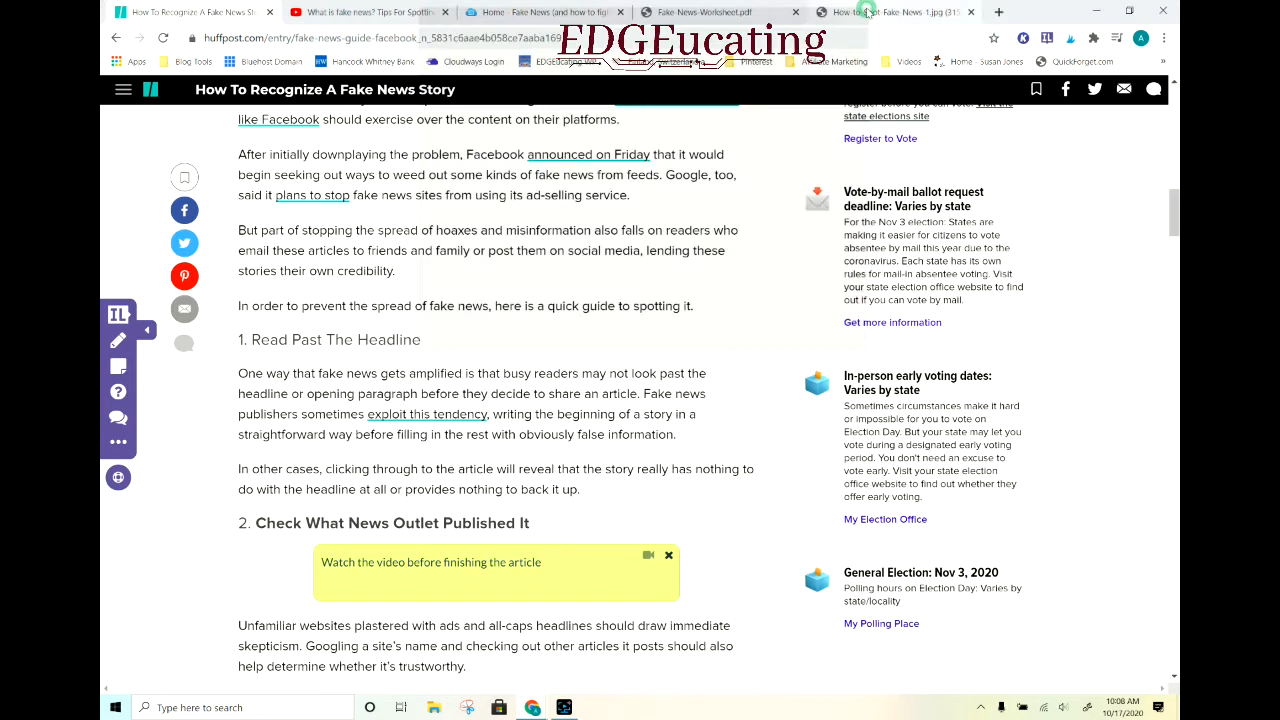 How To Recognize A Fake News St
What is fake news? Tips For Spottin
Home - Fake News (and how to fig
Fake-News-Worksheet.pdf
How-to-Spot-Fake-News-1.jpg (315
huffpost.com/entry/fake-news-guide-facebook_n_5831c6aae4b058ce7aaba169
EDGEucating
Apps
Blog Tools
Bluehost Domain
Hancock Whitney Bank
Cloudways Login
EDGEucating WP
Pinterest
Videos
Home - Susan Jones
QuickForget.com
How To Recognize A Fake News Story
like Facebook should exercise over the content on their platforms.
After initially downplaying the problem, Facebook announced on Friday that it would
begin seeking out ways to weed out some kinds of fake news from feeds. Google, too,
said it plans to stop fake news sites from using its ad-selling service.
But part of stopping the spread of hoaxes and misinformation also falls on readers who
email these articles to friends and family or post them on social media, lending these
stories their own credibility.
In order to prevent the spread of fake news, here is a quick guide to spotting it.
1. Read Past The Headline
One way that fake news gets amplified is that busy readers may not look past the
headline or opening paragraph before they decide to share an article. Fake news
publishers sometimes exploit this tendency, writing the beginning of a story in a
straightforward way before filling in the rest with obviously false information.
In other cases, clicking through to the article will reveal that the story really has nothing to
do with the headline at all or provides nothing to back it up.
2. Check What News Outlet Published It
Watch the video before finishing the article
Unfamiliar websites plastered with ads and all-caps headlines should draw immediate
skepticism. Googling a site's name and checking out other articles it posts should also
help determine whether it's trustworthy.
state elections site
Register to Vote
Vote-by-mail ballot request
deadline: Varies by state
For the Nov 3 election: States are
making it easier for citizens to vote
absentee by mail this year due to the
coronavirus. Each state has its own
rules for mail-in absentee voting. Visit
your state election office website to find
out if you can vote by mail.
Get more information
In-person early voting dates:
Varies by state
Sometimes circumstances make it hard
or impossible for you to vote on
Election Day. But your state may let you
vote during a designated early voting
period. You don't need an excuse to
vote early. Visit your state election
office website to find out whether they
offer early voting.
My Election Office
General Election: Nov 3, 2020
Polling hours on Election Day: Varies by
state/locality
My Polling Place
IL
Type here to search
10:08 AM
10/17/2020